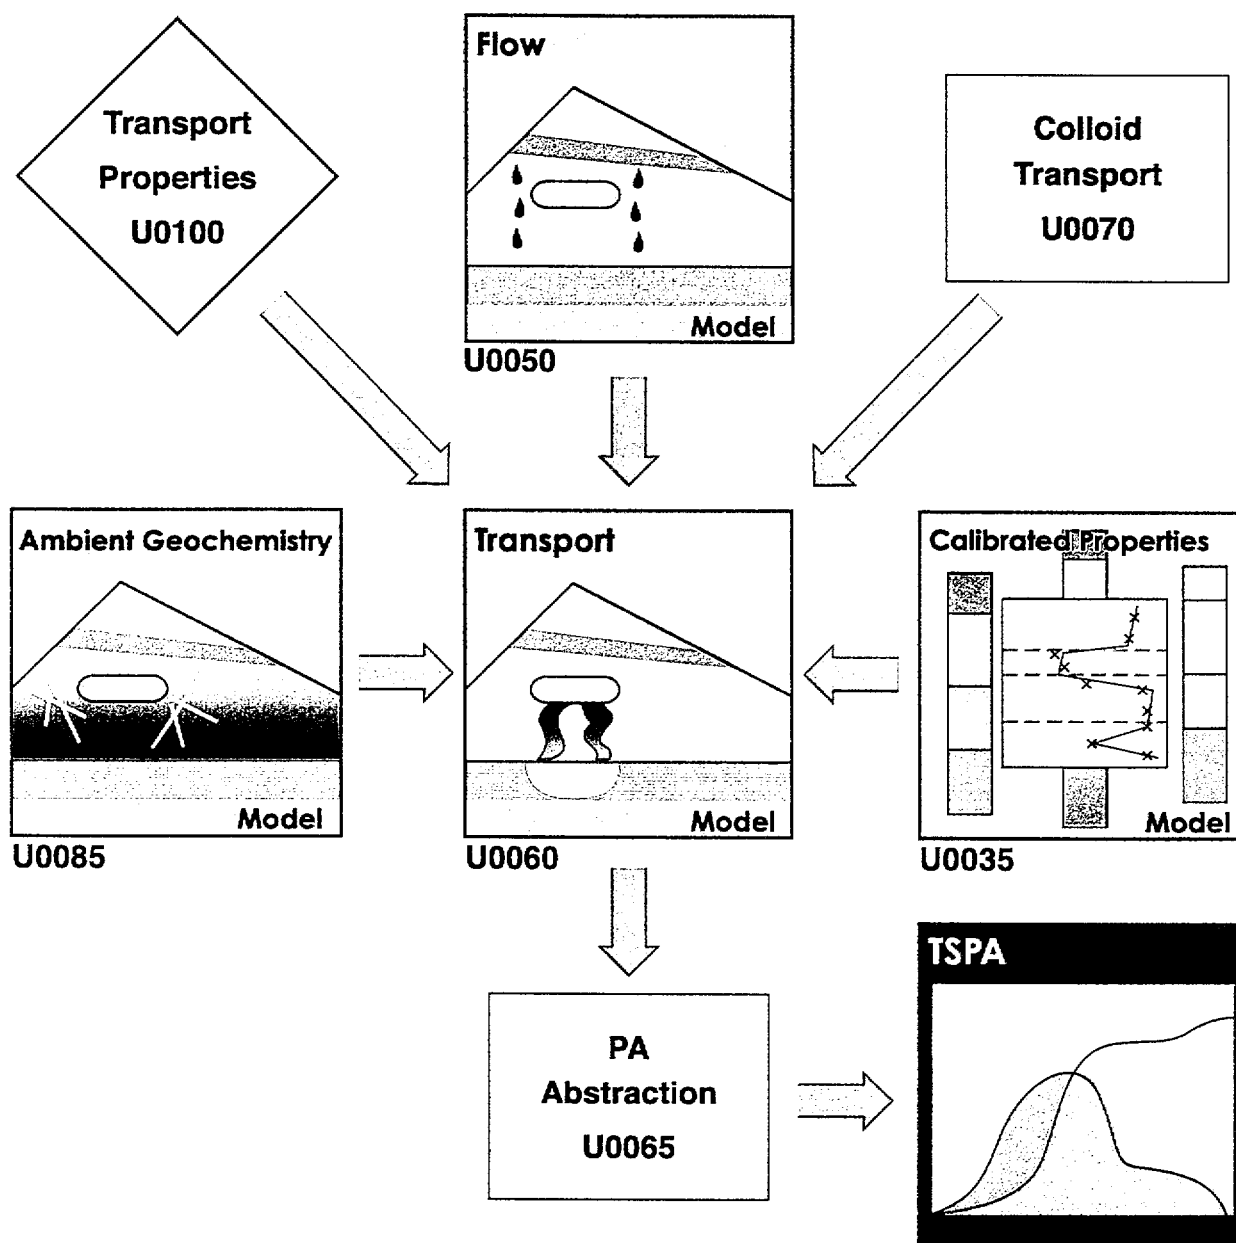 Transport
Properties
U0100
Flow
Model
U0050
Colloid
Transport
U0070
Ambient Geochemistry
Model
U0085
Transport
Model
U0060
Calibrated Properties
Model
U0035
PA
Abstraction
U0065
TSPA